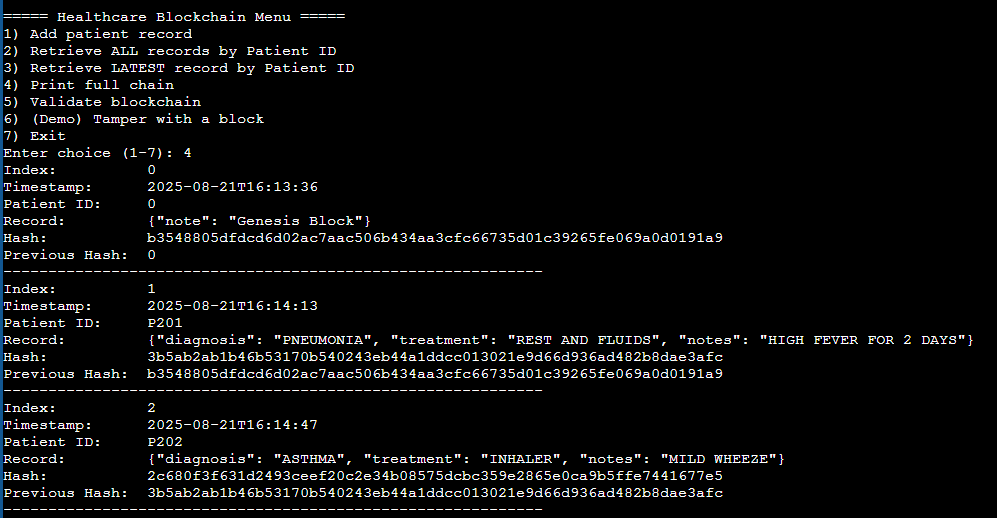 ===== Healthcare Blockchain Menu =====
1) Add patient record
2) Retrieve ALL records by Patient ID
3) Retrieve LATEST record by Patient ID
4) Print full chain
5) Validate blockchain
6) (Demo) Tamper with a block
7) Exit
Enter choice (1-7): 4
Index:          0
Timestamp:      2025-08-21T16:13:36
Patient ID:     0
Record:         {"note": "Genesis Block"}
Hash:           b3548805dfdcd6d02ac7aac506b434aa3cfc66735d01c39265fe069a0d0191a9
Previous Hash:  0
------------------------------------------------------------
Index:          1
Timestamp:      2025-08-21T16:14:13
Patient ID:     P201
Record:         {"diagnosis": "PNEUMONIA", "treatment": "REST AND FLUIDS", "notes": "HIGH FEVER FOR 2 DAYS"}
Hash:           3b5ab2ab1b46b53170b540243eb44a1ddcc013021e9d66d936ad482b8dae3afc
Previous Hash:  b3548805dfdcd6d02ac7aac506b434aa3cfc66735d01c39265fe069a0d0191a9
------------------------------------------------------------
Index:          2
Timestamp:      2025-08-21T16:14:47
Patient ID:     P202
Record:         {"diagnosis": "ASTHMA", "treatment": "INHALER", "notes": "MILD WHEEZE"}
Hash:           2c680f3f631d2493ceef20c2e34b08575dcbc359e2865e0ca9b5ffe7441677e5
Previous Hash:  3b5ab2ab1b46b53170b540243eb44a1ddcc013021e9d66d936ad482b8dae3afc
------------------------------------------------------------